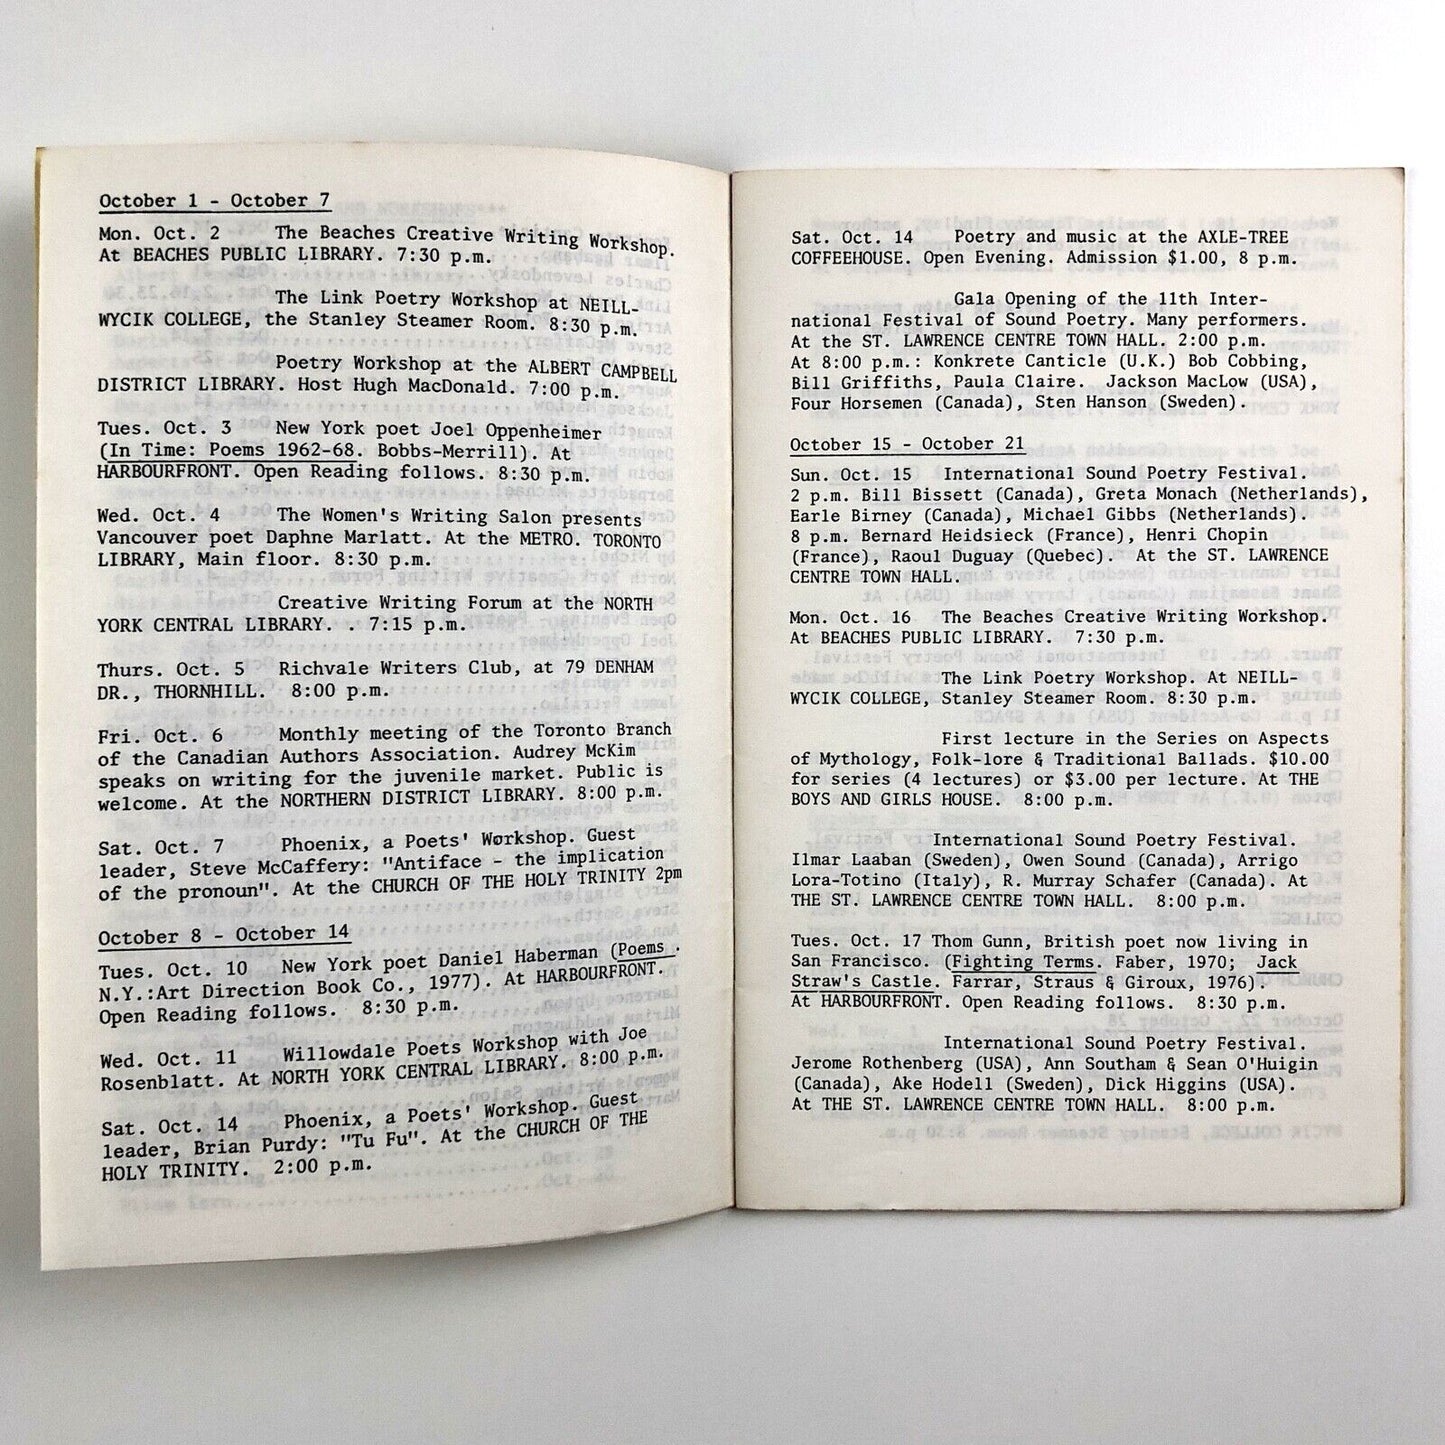 October 1 - October 7
Mon. Oct. 2 The Beaches Creative Writing Workshop.
At BEACHES PUBLIC LIBRARY. 7:30 p.m.
The Link Poetry Workshop at NEILL-
WYCIK COLLEGE, the Stanley Steamer Room. 8:30 p.m.
Poetry Workshop at the ALBERT CAMPBELL
DISTRICT LIBRARY. Host Hugh MacDonald. 7:00 p.m.
Tues. Oct. 3 New York poet Joel Oppenheimer
(In Time: Poems 1962-68. Bobbs-Merrill). At
HARBOURFRONT. Open Reading follows. 8:30 p.m.
Wed. Oct. 4 The Women's Writing Salon presents
Vancouver poet Daphne Marlatt. At the METRO. TORONTO
LIBRARY, Main floor. 8:30 p.m.
Creative Writing Forum at the NORTH
YORK CENTRAL LIBRARY. . 7:15 p.m.
Thurs. Oct. 5 Richvale Writers Club, at 79 DENHAM
DR., THORNHILL. 8:00 p.m.
Fri. Oct. 6 Monthly meeting of the Toronto Branch
of the Canadian Authors Association. Audrey McKim
speaks on writing for the juvenile market. Public is
welcome. At the NORTHERN DISTRICT LIBRARY. 8:00 p.m.
Sat. Oct. 7 Phoenix, a Poets' Workshop. Guest
leader, Steve McCaffery: "Antiface - the implication
of the pronoun". At the CHURCH OF THE HOLY TRINITY 2pm
October 8 - October 14
Tues. Oct. 10 New York poet Daniel Haberman (Poems .
N.Y.:Art Direction Book Co., 1977). At HARBOURFRONT.
Open Reading follows. 8:30 p.m.
Wed. Oct. 11 Willowdale Poets Workshop with Joe
Rosenblatt. At NORTH YORK CENTRAL LIBRARY. 8:00 p.m.
Sat. Oct. 14 Phoenix, a Poets' Workshop. Guest
leader, Brian Purdy: "Tu Fu". At the CHURCH OF THE
HOLY TRINITY. 2:00 p.m.
Sat. Oct. 14 Poetry and music at the AXLE-TREE
COFFEEHOUSE. Open Evening. Admission $1.00, 8 p.m.
Gala Opening of the 11th Inter-
national Festival of Sound Poetry. Many performers.
At the ST. LAWRENCE CENTRE TOWN HALL. 2:00 p.m.
At 8:00 p.m.: Konkrete Canticle (U.K.) Bob Cobbing,
Bill Griffiths, Paula Claire. Jackson MacLow (USA),
Four Horsemen (Canada), Sten Hanson (Sweden).
October 15 - October 21
Sun. Oct. 15 International Sound Poetry Festival.
2 p.m. Bill Bissett (Canada), Greta Monach (Netherlands),
Earle Birney (Canada), Michael Gibbs (Netherlands).
8 p.m. Bernard Heidsieck (France), Henri Chopin
(France), Raoul Duguay (Quebec). At the ST. LAWRENCE
CENTRE TOWN HALL.
Mon. Oct. 16 The Beaches Creative Writing Workshop.
At BEACHES PUBLIC LIBRARY. 7:30 p.m.
The Link Poetry Workshop. At NEILL-
WYCIK COLLEGE, Stanley Steamer Room. 8:30 p.m.
First lecture in the Series on Aspects
of Mythology, Folk-lore & Traditional Ballads. $10.00
for series (4 lectures) or $3.00 per lecture. At THE
BOYS AND GIRLS HOUSE. 8:00 p.m.
International Sound Poetry Festival.
Ilmar Laaban (Sweden), Owen Sound (Canada), Arrigo
Lora-Totino (Italy), R. Murray Schafer (Canada). At
THE ST. LAWRENCE CENTRE TOWN HALL. 8:00 p.m.
Tues. Oct. 17 Thom Gunn, British poet now living in
San Francisco. (Fighting Terms. Faber, 1970; Jack
Straw's Castle. Farrar, Straus & Giroux, 1976).
At HARBOURFRONT. Open Reading follows. 8:30 p.m.
International Sound Poetry Festival.
Jerome Rothenberg (USA), Ann Southam & Sean O'Huigin
(Canada), Ake Hodell (Sweden), Dick Higgins (USA).
At THE ST. LAWRENCE CENTRE TOWN HALL. 8:00 p.m.